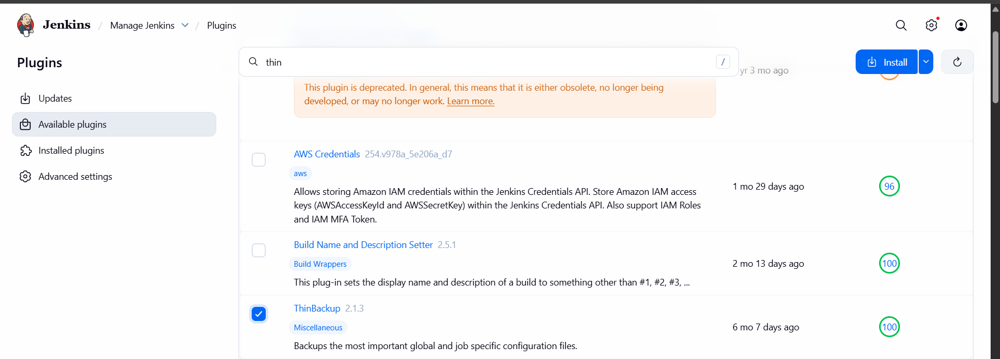 Jenkins / Manage Jenkins / Plugins
Plugins
Updates
Available plugins
Installed plugins
Advanced settings
thin /
yr 3 mo ago
Install
This plugin is deprecated. In general, this means that it is either obsolete, no longer being
developed, or may no longer work. Learn more.
AWS Credentials 254.v978a_5e206a_d7
aws
Allows storing Amazon IAM credentials within the Jenkins Credentials API. Store Amazon IAM access
keys (AWSAccessKeyId and AWSSecretKey) within the Jenkins Credentials API. Also support IAM Roles
and IAM MFA Token.
1 mo 29 days ago
96
Build Name and Description Setter 2.5.1
Build Wrappers
This plug-in sets the display name and description of a build to something other than #1, #2, #3, ...
2 mo 13 days ago
100
ThinBackup 2.1.3
Miscellaneous
Backups the most important global and job specific configuration files.
6 mo 7 days ago
100